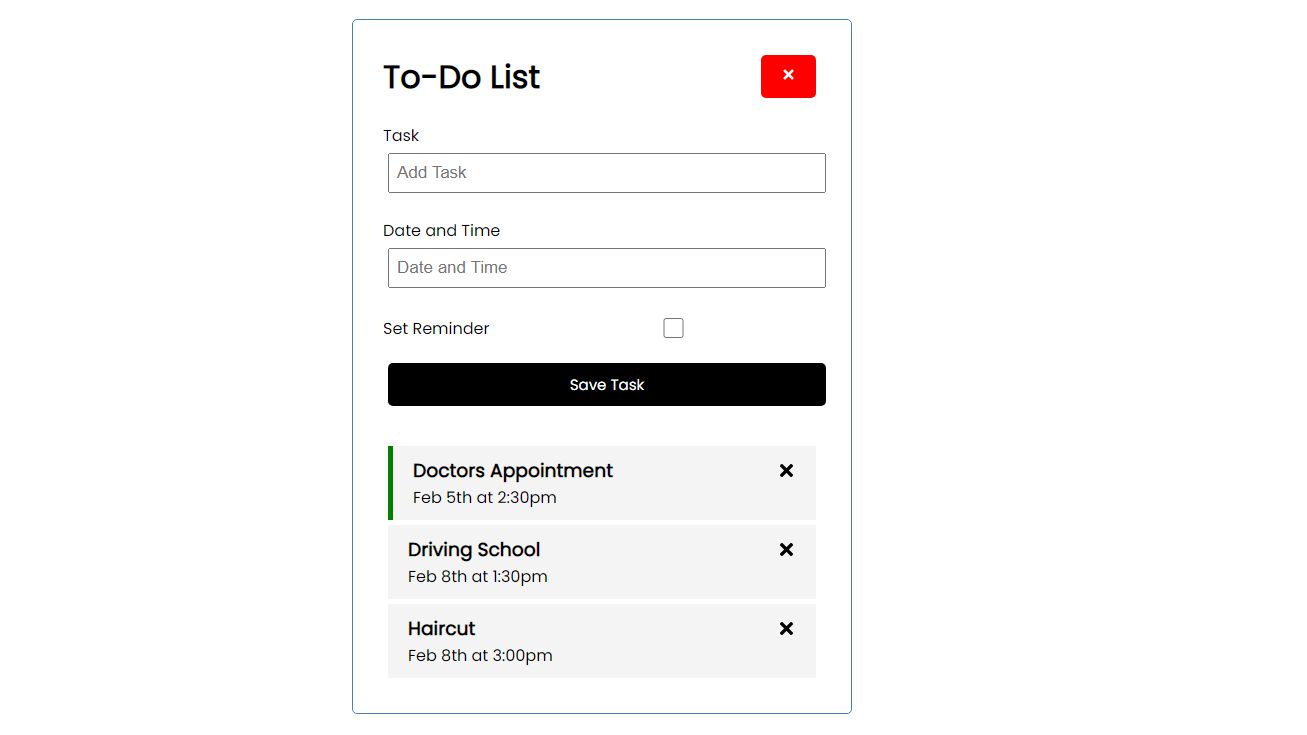 To-Do List
Task
Add Task
Date and Time
Date and Time
Set Reminder
Save Task
Doctors Appointment
Feb 5th at 2:30pm
Driving School
Feb 8th at 1:30pm
Haircut
Feb 8th at 3:00pm